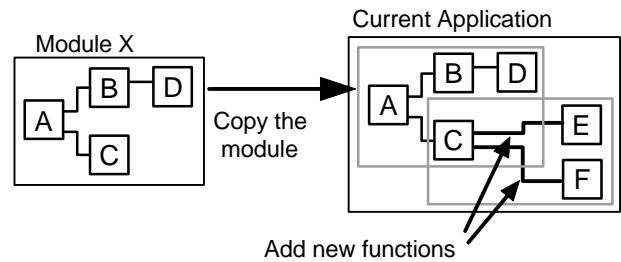 Current Application
Module X
A
B
D
C
Copy the
module
A
B
D
C
E
F
Add new functions